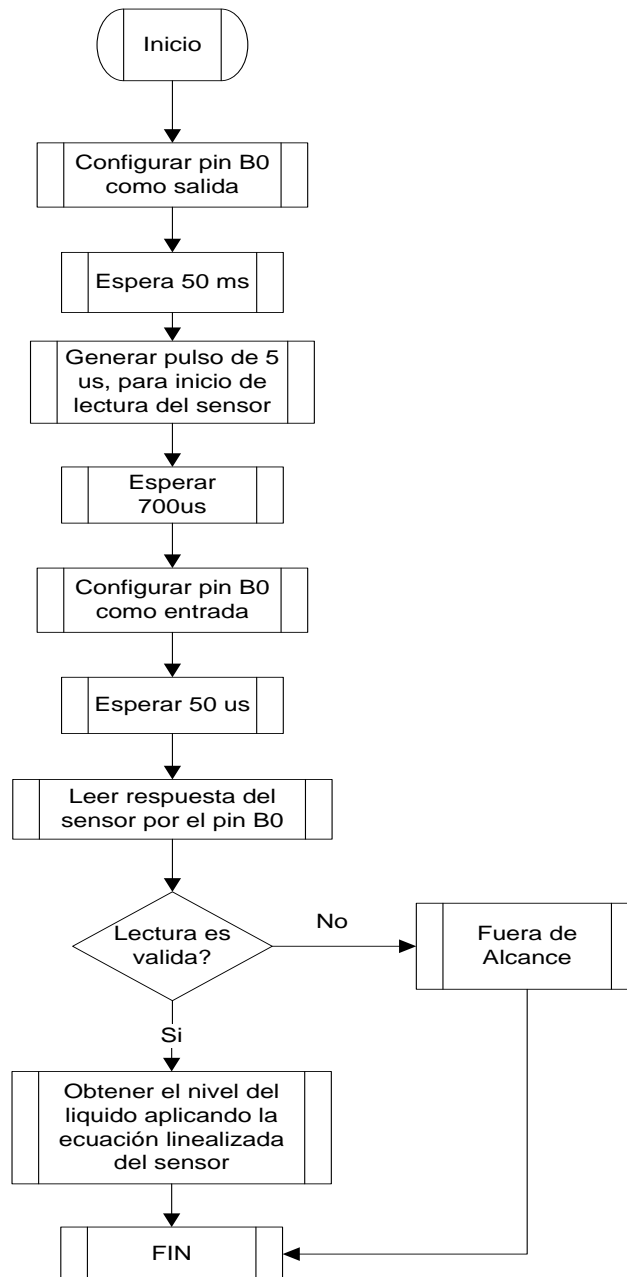 Inicio
Configurar pin B0
como salida
Espera 50 ms
Generar pulso de 5
us, para inicio de
lectura del sensor
Esperar
700us
Configurar pin B0
como entrada
Esperar 50 us
Leer respuesta del
sensor por el pin B0
Lectura es
valida?
No
Fuera de
Alcance
Si
Obtener el nivel del
liquido aplicando la
ecuación linealizada
del sensor
FIN